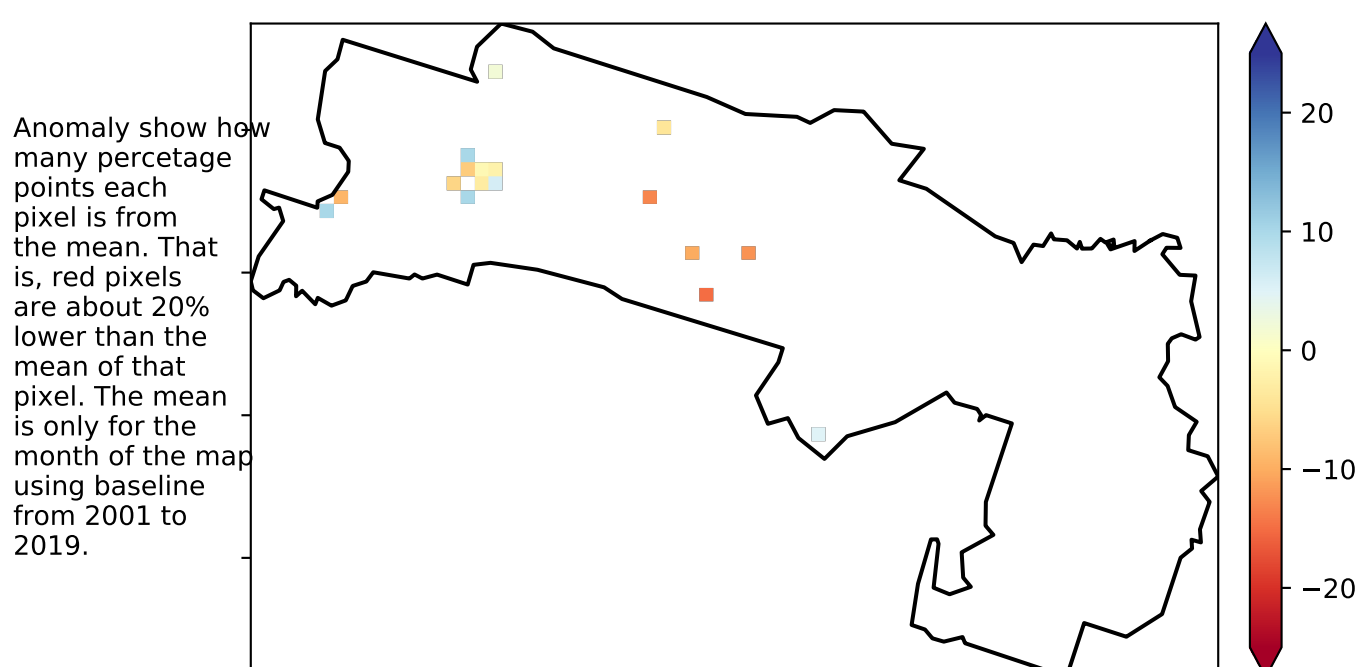 Anomaly show how
many percetage
points each
pixel is from
the mean. That
is, red pixels
are about 20%
lower than the
mean of that
pixel. The mean
is only for the
month of the map
using baseline
from 2001 to
2019.
20
10
0
−10
−20